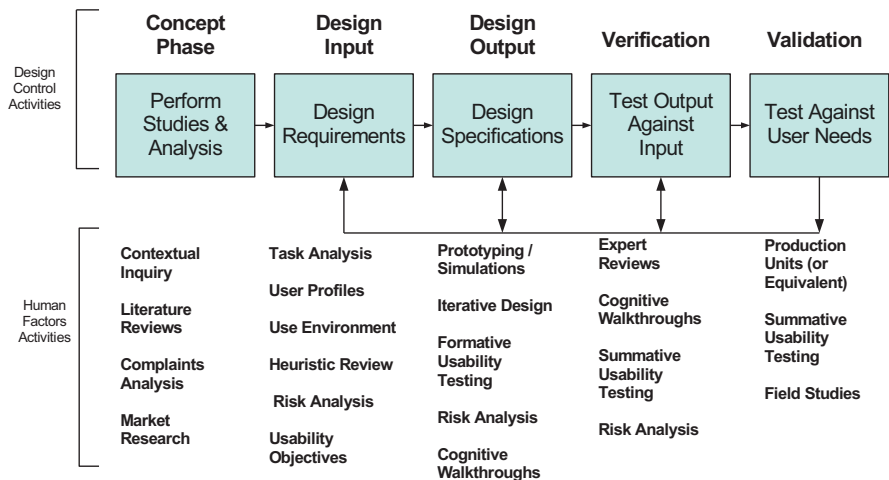 Concept
Phase
Design
Input
Design
Output
Verification
Validation
Design
Control
Activities
Perform
Studies &
Analysis
Design
Requirements
Design
Specifications
Test Output
Against
Input
Test Against
User Needs
Human
Factors
Activities
Contextual
Inquiry
Literature
Reviews
Complaints
Analysis
Market
Research
Task Analysis
User Profiles
Use Environment
Heuristic Review
Risk Analysis
Usability
Objectives
Prototyping /
Simulations
Iterative Design
Formative
Usability
Testing
Risk Analysis
Cognitive
Walkthroughs
Expert
Reviews
Cognitive
Walkthroughs
Summative
Usability
Testing
Risk Analysis
Production
Units (or
Equivalent)
Summative
Usability
Testing
Field Studies